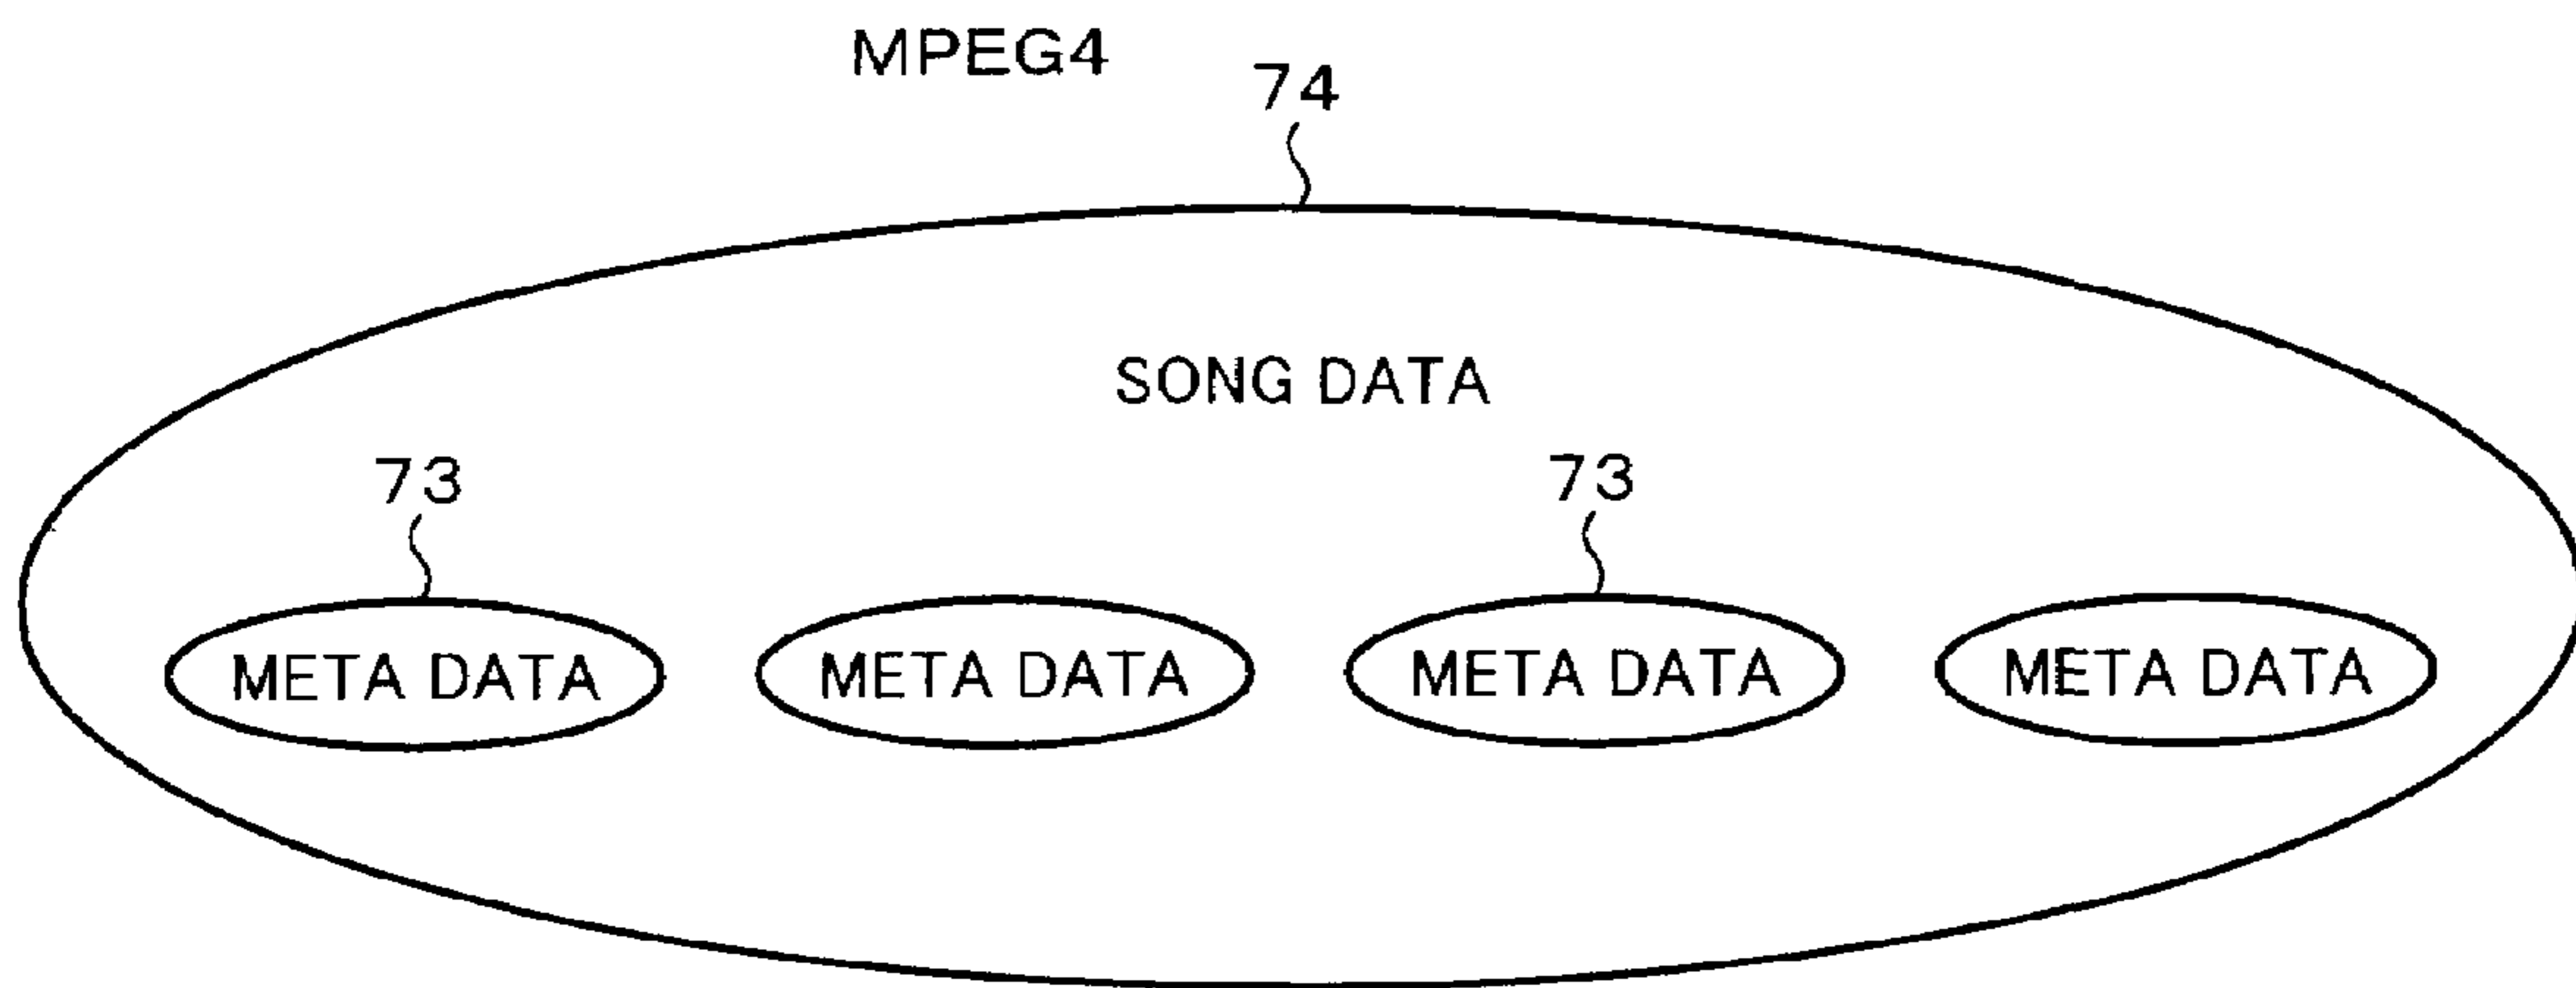 MPEG4
74
SONG DATA
73 73
META DATA META DATA META DATA META DATA